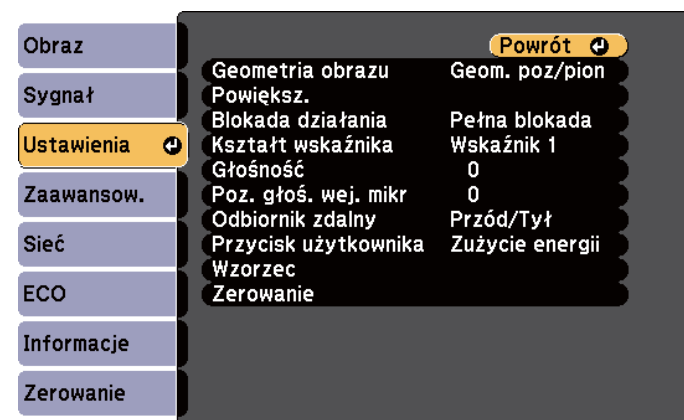 Obraz
Sygnał
Ustawienia
Zaawansow.
Sieć
ECO
Informacje
Zerowanie
Powrót
Geometria obrazu Geom. poz/pion
Powiększ.
Blokada działania Pełna blokada
Kształt wskaźnika Wskaźnik 1
Głośność 0
Poz. głoś. wej. mikr 0
Odbiornik zdalny Przód/Tył
Przycisk użytkownika Zużycie energii
Wzorzec
Zerowanie